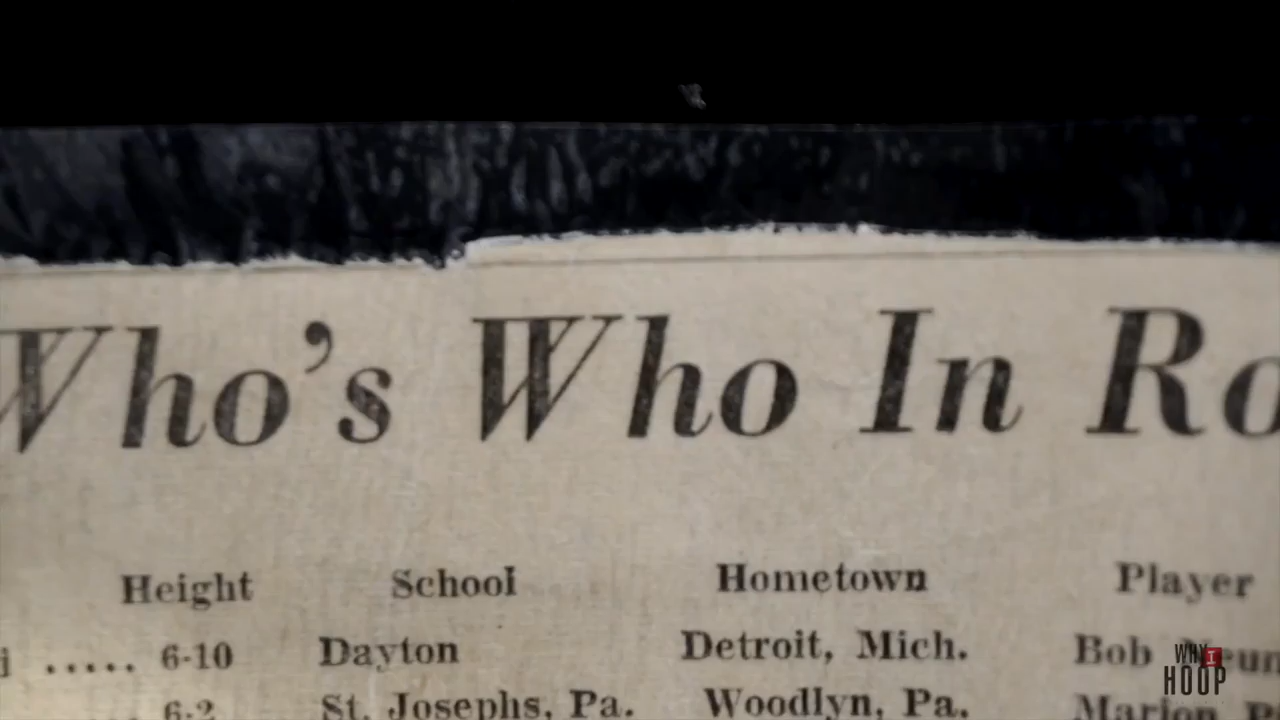 Who's Who In
Height School Hometown Player
..... 6-10 Dayton Detroit, Mich. Bob
6-2 St. Josephs, Pa. Woodlyn, Pa. Marion
WHY I
HOOP